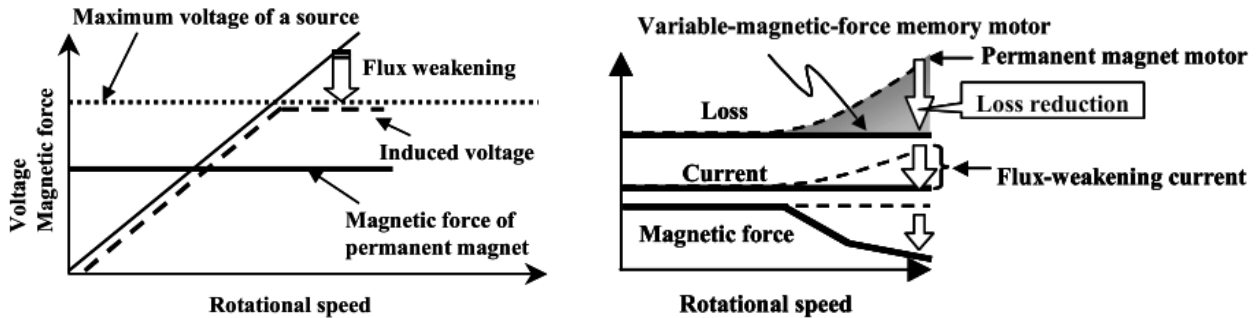 Maximum voltage of a source
Flux weakening
Induced voltage
Magnetic force of
permanent magnet
Voltage
Magnetic force
Rotational speed
Variable-magnetic-force memory motor
Permanent magnet motor
Loss
Loss reduction
Current
Flux-weakening current
Magnetic force
Rotational speed